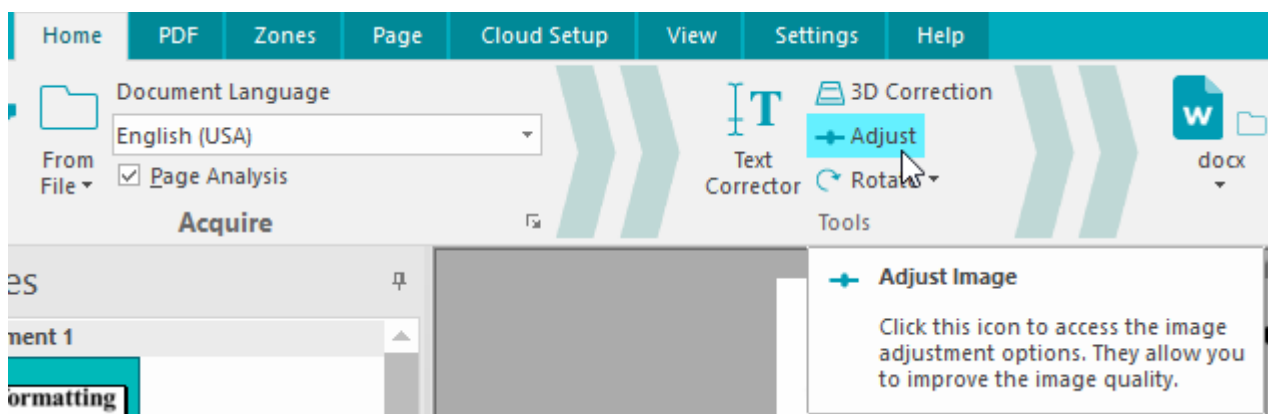 Home PDF Zones Page Cloud Setup View Settings Help
From
File
Document Language
English (USA)
Page Analysis
Acquire
T
Text
Corrector
3D Correction
Adjust
Rotate
Tools
W
docx
es
ment 1
ormatting
Adjust Image
Click this icon to access the image
adjustment options. They allow you
to improve the image quality.